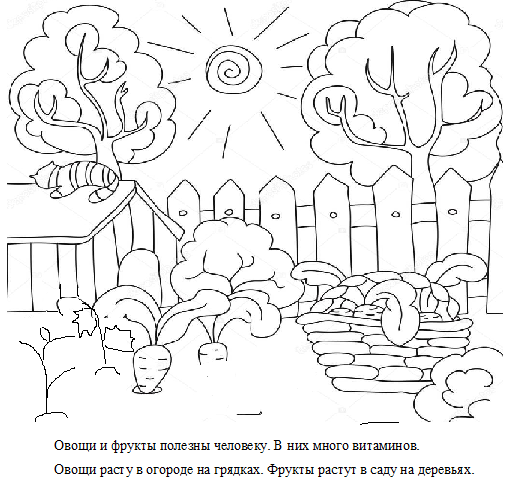 Овощи и фрукты полезны человеку. В них много витаминов.
Овощи расту в огороде на грядках. Фрукты растут в саду на деревьях.